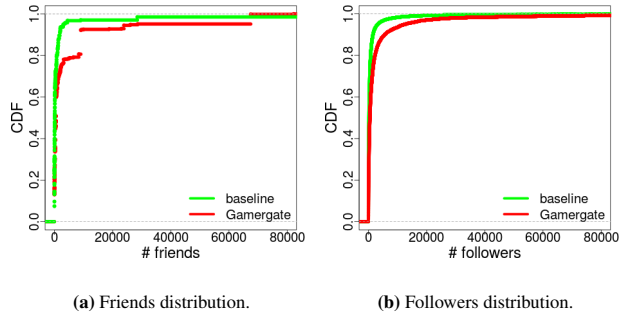 CDF
0.0 0.2 0.4 0.6 0.8 1.0
baseline
Gamergate
0 20000 40000 60000 80000
# friends
CDF
0.0 0.2 0.4 0.6 0.8 1.0
baseline
Gamergate
0 20000 40000 60000 80000
# followers
(a) Friends distribution.
(b) Followers distribution.